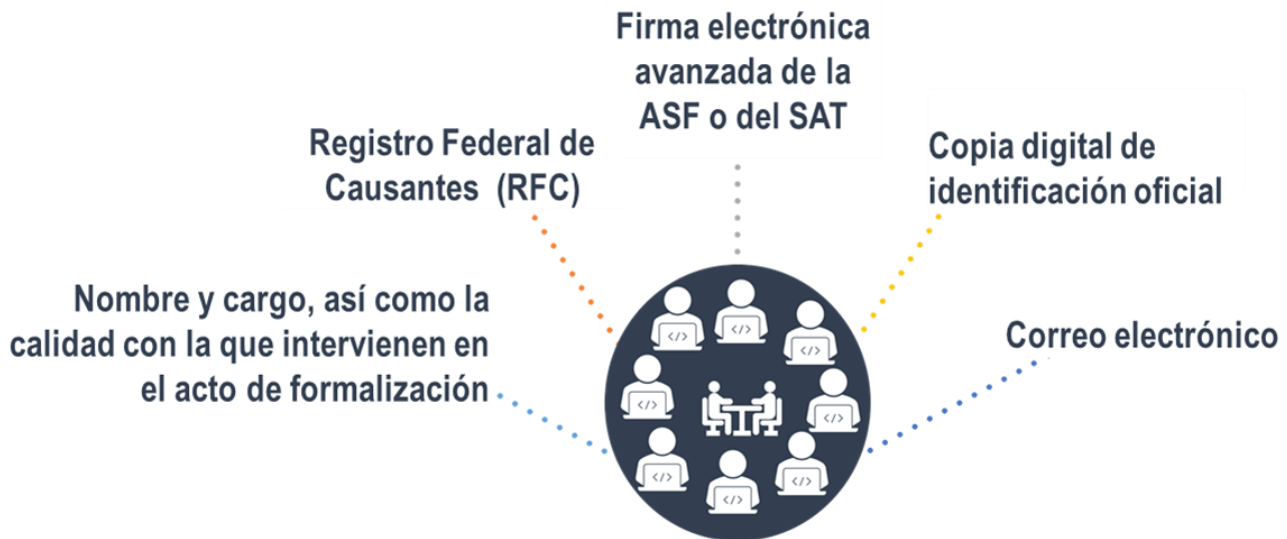 Firma electrónica
avanzada de la
ASF o del SAT
Registro Federal de
Causantes (RFC)
Copia digital de
identificación oficial
Nombre y cargo, así como la
calidad con la que intervienen en
el acto de formalización
Correo electrónico